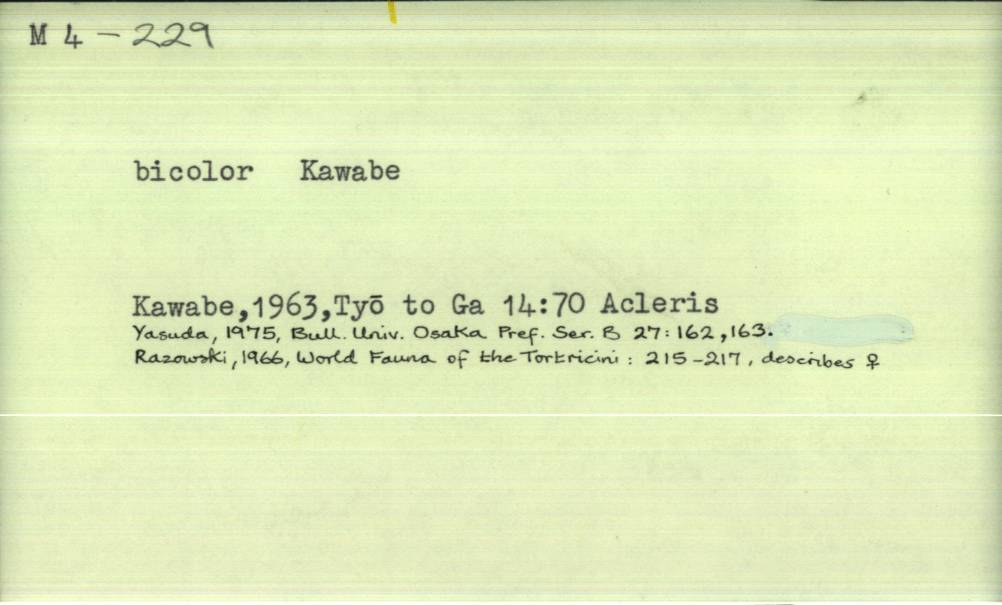 M 4 - 229
bicolor Kawabe
Kawabe,1963,Tyō to Ga 14:70 Acleris
Yasuda, 1975, Bull. Univ. Osaka Pref. Ser. B 27: 162, 163.
Razowski, 1966, World Fauna of the Tortricini : 215-217, describes ♀